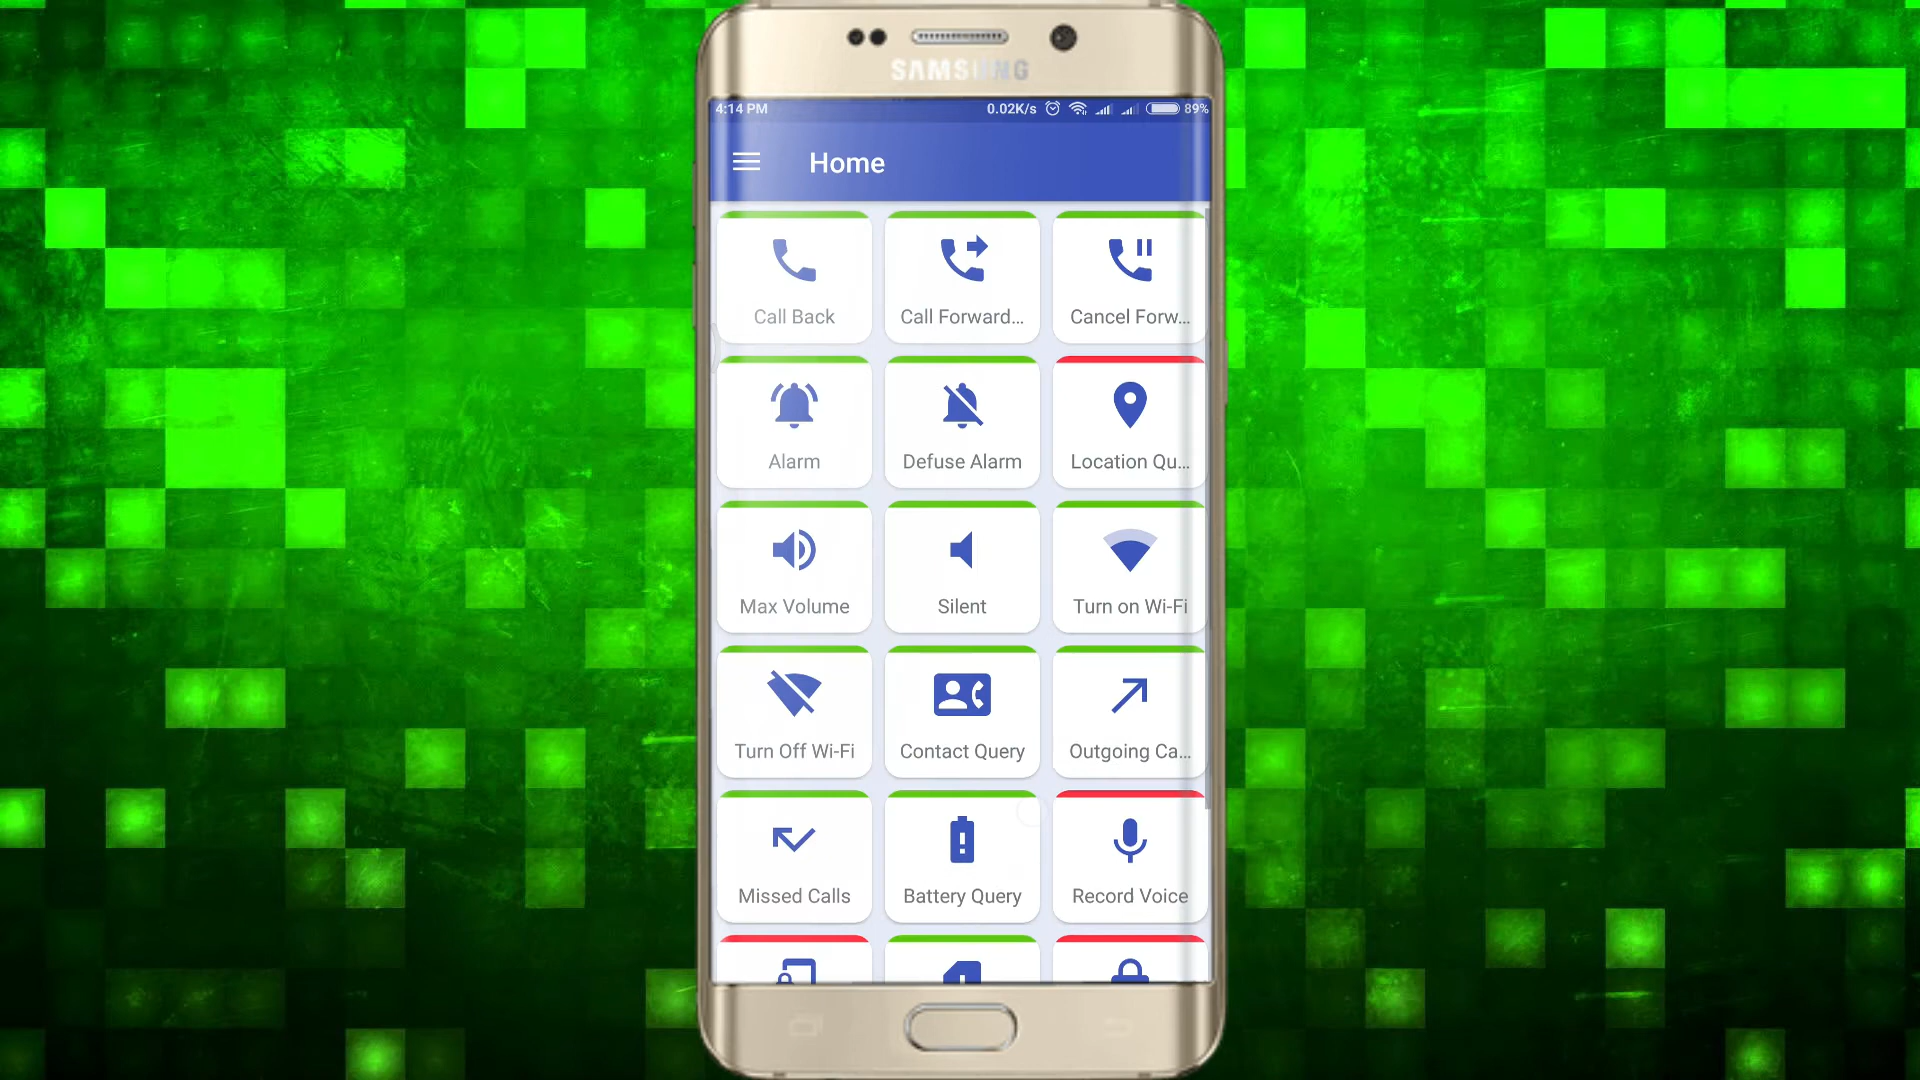 SAMSUNG
4:14 PM 0.02K/s 89%
Home
Call Back Call Forward... Cancel Forw...
Alarm Defuse Alarm Location Qu...
Max Volume Silent Turn on Wi-Fi
Turn Off Wi-Fi Contact Query Outgoing Ca...
Missed Calls Battery Query Record Voice